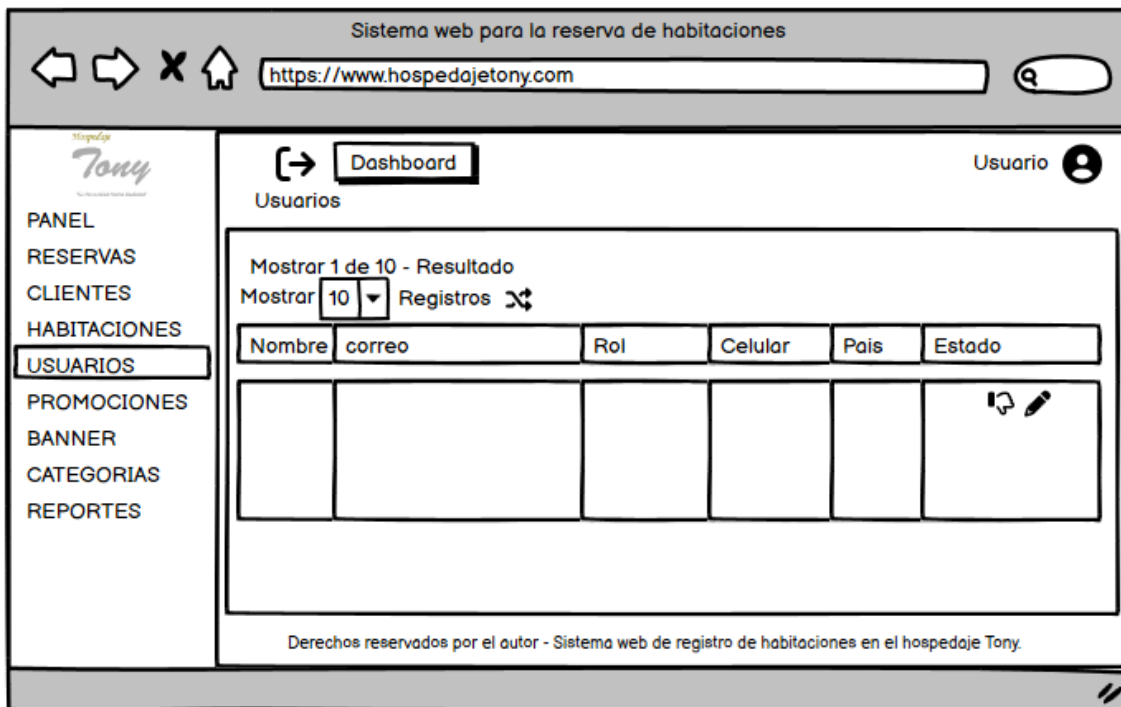 Sistema web para la reserva de habitaciones
https://www.hospedajetony.com
Hospedaje
Tony
PANEL
RESERVAS
CLIENTES
HABITACIONES
USUARIOS
PROMOCIONES
BANNER
CATEGORIAS
REPORTES
Dashboard
Usuario
Usuarios
Mostrar 1 de 10 - Resultado
Mostrar 10 Registros
Nombre correo Rol Celular Pais Estado
Derechos reservados por el autor - Sistema web de registro de habitaciones en el hospedaje Tony.